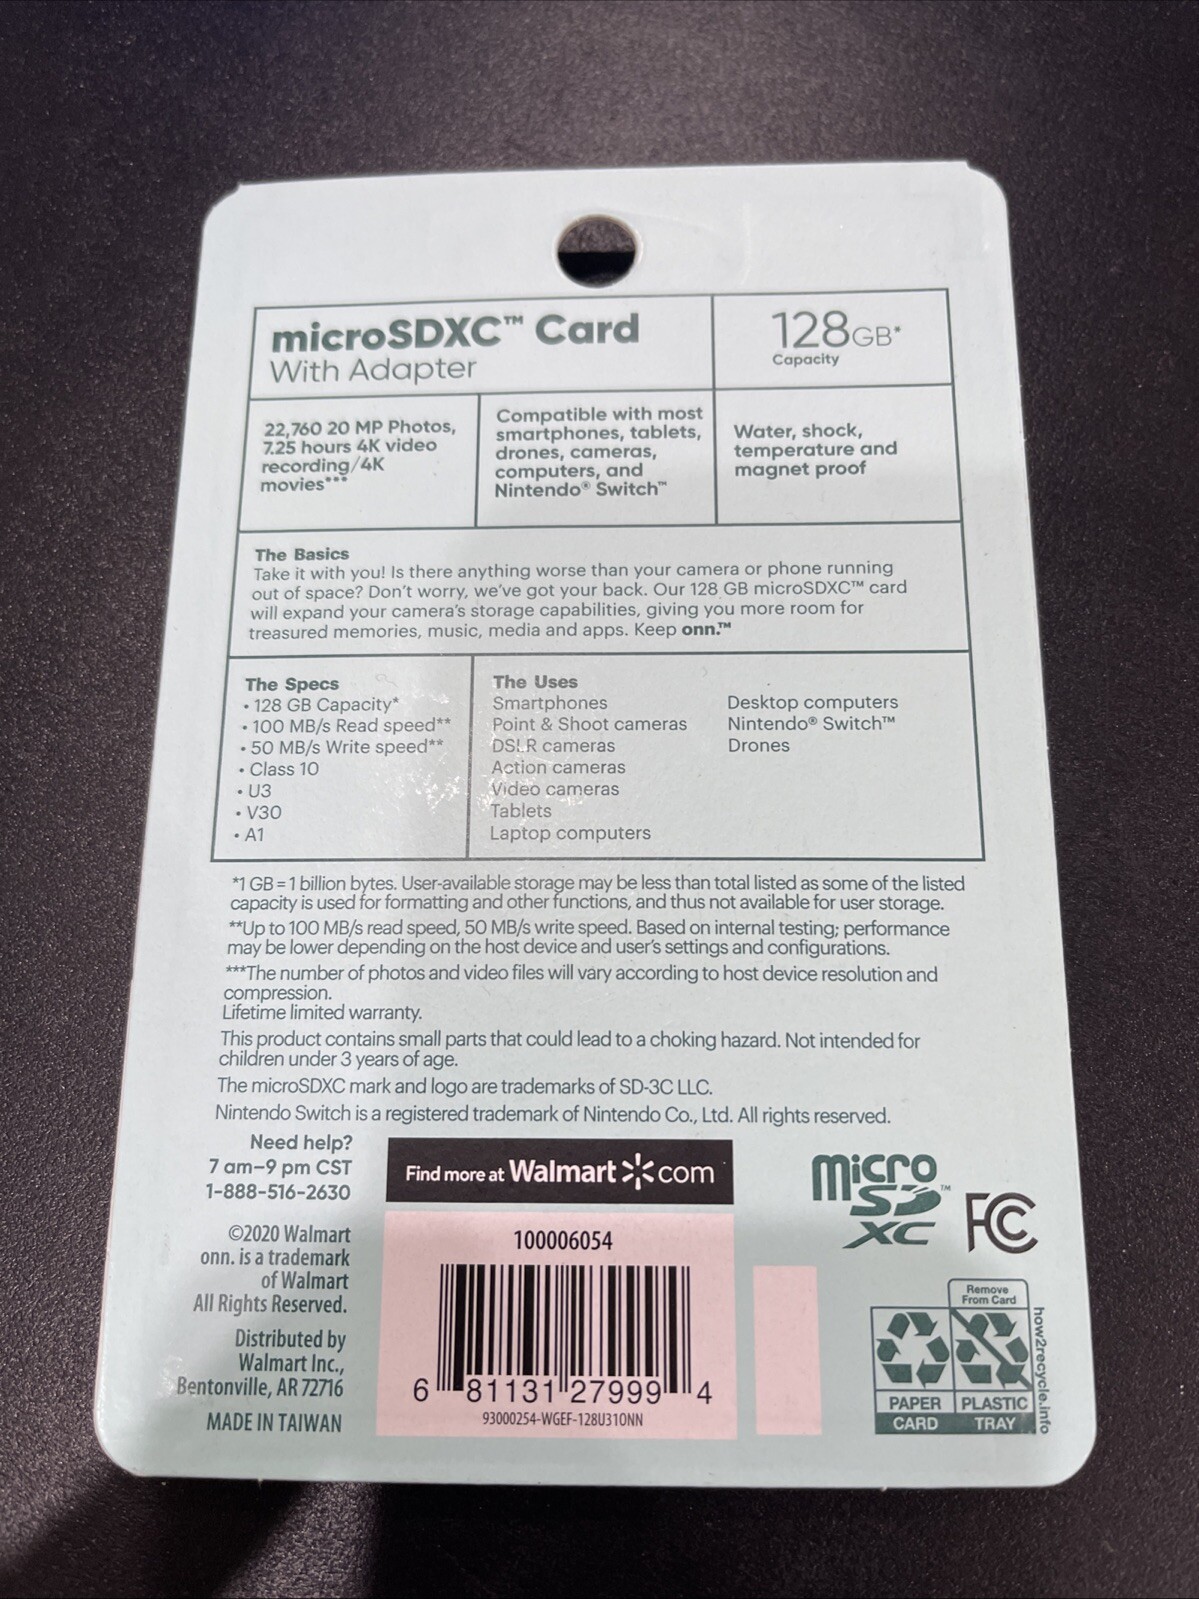 microSDXC™ Card
With Adapter
128GB*
Capacity
22,760 20 MP Photos,
7.25 hours 4K video
recording/4K
movies***
Compatible with most
smartphones, tablets,
drones, cameras,
computers, and
Nintendo® Switch™
Water, shock,
temperature and
magnet proof
The Basics
Take it with you! Is there anything worse than your camera or phone running
out of space? Don't worry, we've got your back. Our 128 GB microSDXC™ card
will expand your camera's storage capabilities, giving you more room for
treasured memories, music, media and apps. Keep onn.™
The Specs
• 128 GB Capacity*
• 100 MB/s Read speed**
• 50 MB/s Write speed**
• Class 10
• U3
• V30
• A1
The Uses
Smartphones
Point & Shoot cameras
DSLR cameras
Action cameras
Video cameras
Tablets
Laptop computers
Desktop computers
Nintendo® Switch™
Drones
*1 GB = 1 billion bytes. User-available storage may be less than total listed as some of the listed
capacity is used for formatting and other functions, and thus not available for user storage.
**Up to 100 MB/s read speed, 50 MB/s write speed. Based on internal testing; performance
may be lower depending on the host device and user's settings and configurations.
***The number of photos and video files will vary according to host device resolution and
compression.
Lifetime limited warranty.
This product contains small parts that could lead to a choking hazard. Not intended for
children under 3 years of age.
The microSDXC mark and logo are trademarks of SD-3C LLC.
Nintendo Switch is a registered trademark of Nintendo Co., Ltd. All rights reserved.
Need help?
7 am–9 pm CST
1-888-516-2630
©2020 Walmart
onn. is a trademark
of Walmart
All Rights Reserved.
Distributed by
Walmart Inc.,
Bentonville, AR 72716
MADE IN TAIWAN
Find more at Walmart com
100006054
6 81131 27999 4
93000254-WGEF-128U31ONN
micro
SD™
XC
FC
Remove
From Card
PAPER
CARD
PLASTIC
TRAY
how2recycle.info